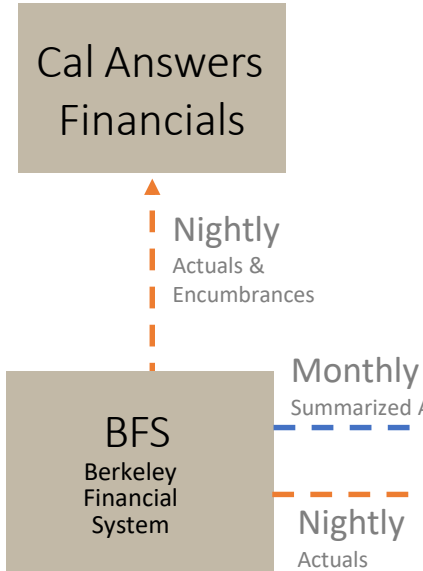 Cal Answers
Financials
Nightly
Actuals &
Encumbrances
Monthly
Summarized A
BFS
Berkeley
Financial
System
Nightly
Actuals